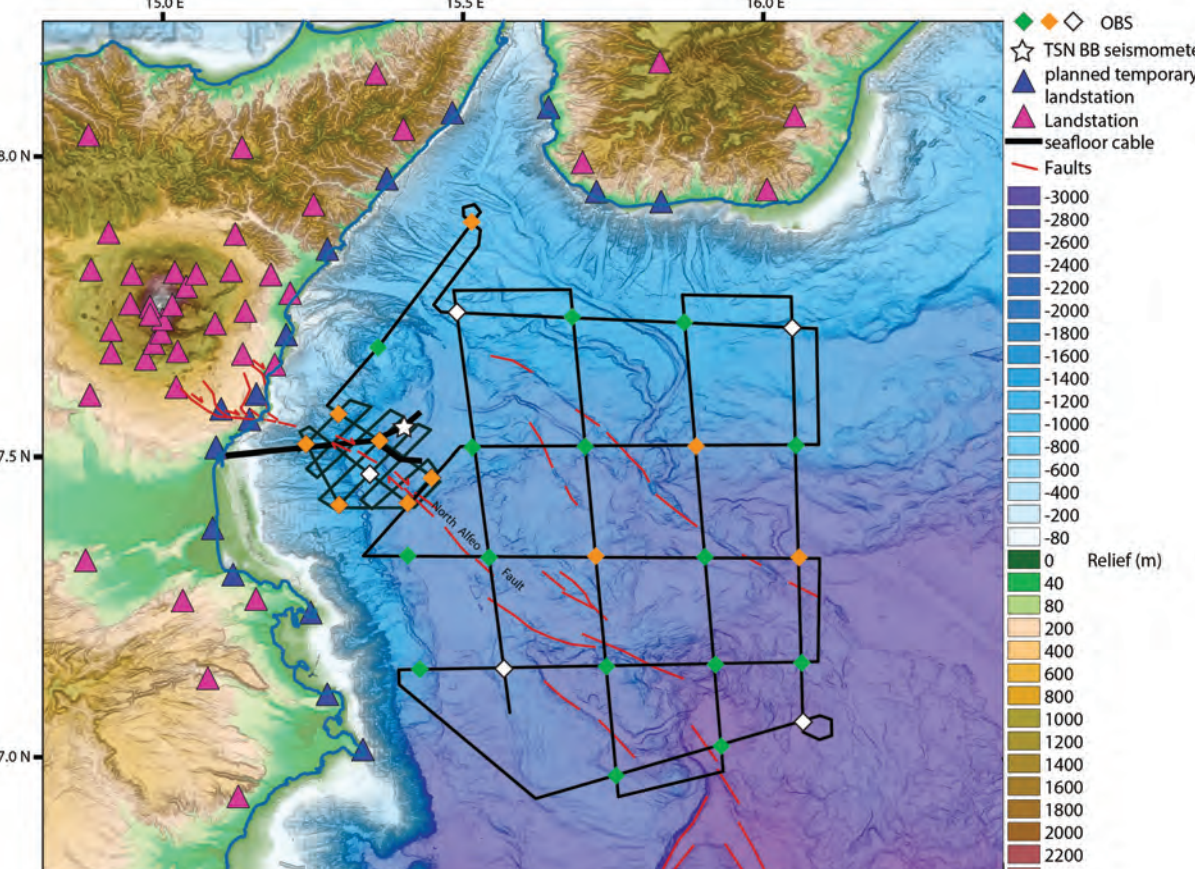 15.0 E 15.5 E 16.0 E
OBS
TSN BB seismomete
planned temporary
landstation
Landstation
seafloor cable
Faults
8.0 N
7.5 N
7.0 N
North Alfeo
Fault
-3000
-2800
-2600
-2400
-2200
-2000
-1800
-1600
-1400
-1200
-1000
-800
-600
-400
-200
-80
0 Relief (m)
40
80
200
400
600
800
1000
1200
1400
1600
1800
2000
2200